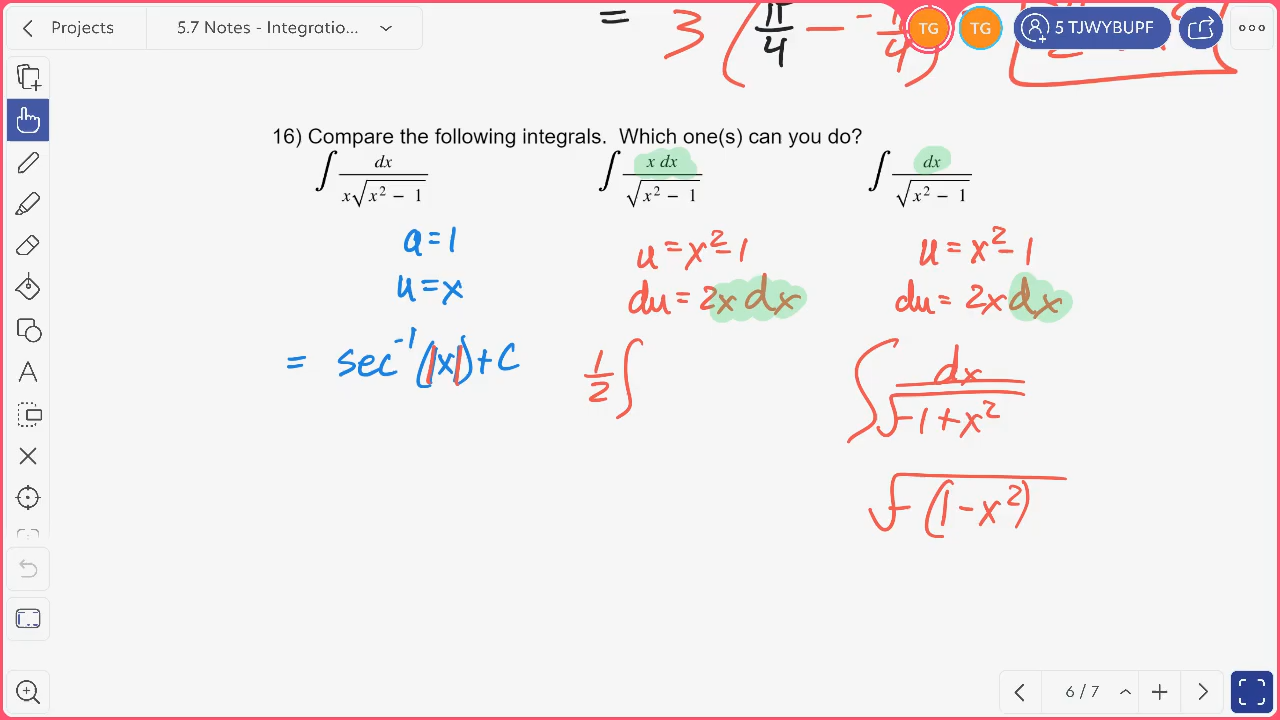 Projects
5.7 Notes - Integratio...
TG
TG
5 TJWYBUPF
= 3 ( π/4 -
16) Compare the following integrals. Which one(s) can you do?
∫ dx / x√(x² − 1)
∫ x dx / √(x² − 1)
∫ dx / √(x² − 1)
a = 1
u = x
= sec⁻¹(|x|) + C
u = x² - 1
du = 2x dx
1/2 ∫
u = x² - 1
du = 2x dx
∫ dx / √(-1 + x²)
√-(1 - x²)
6 / 7